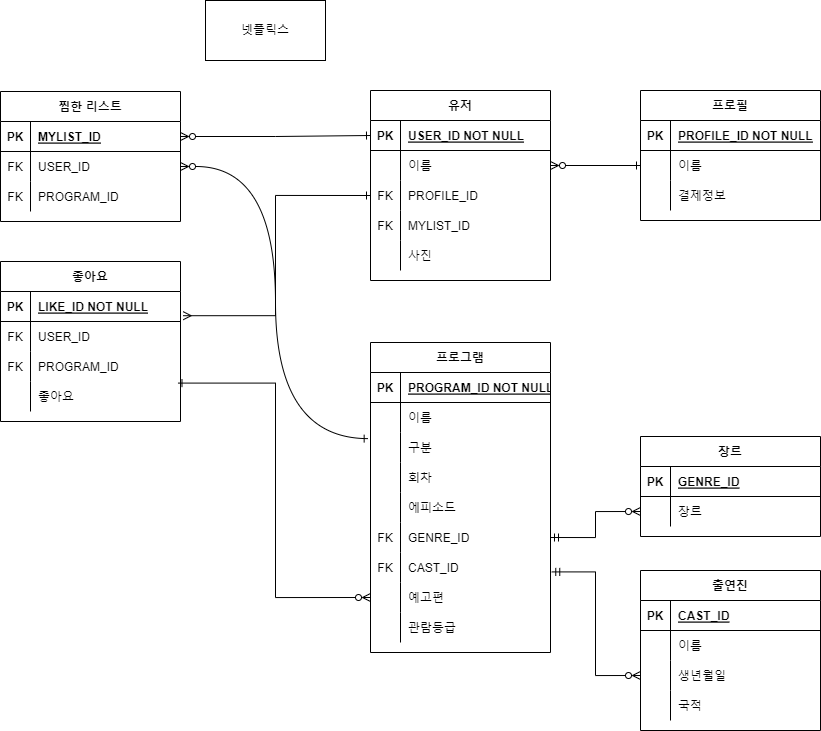 넷플릭스
찜한 리스트
PK MYLIST_ID
FK USER_ID
FK PROGRAM_ID
유저
PK USER_ID NOT NULL
이름
FK PROFILE_ID
FK MYLIST_ID
사진
프로필
PK PROFILE_ID NOT NULL
이름
결제정보
좋아요
PK LIKE_ID NOT NULL
FK USER_ID
FK PROGRAM_ID
좋아요
프로그램
PK PROGRAM_ID NOT NULL
이름
구분
회차
에피소드
FK GENRE_ID
FK CAST_ID
예고편
관람등급
장르
PK GENRE_ID
장르
출연진
PK CAST_ID
이름
생년월일
국적